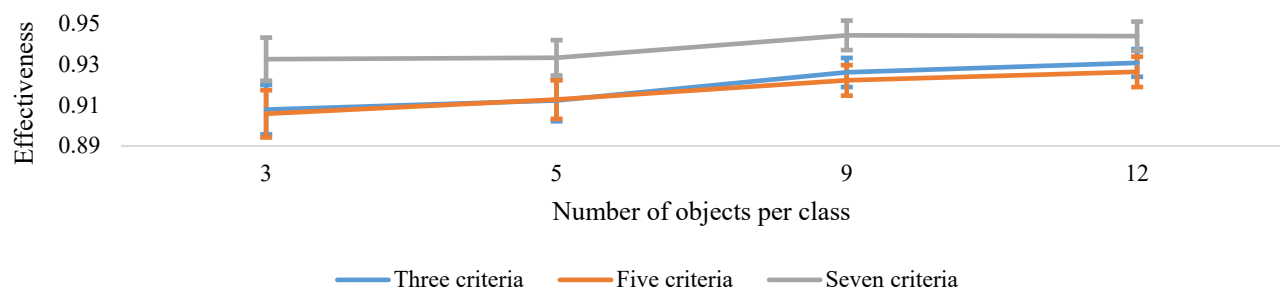 Effectiveness
0.95
0.93
0.91
0.89
3 5 9 12
Number of objects per class
Three criteria Five criteria Seven criteria